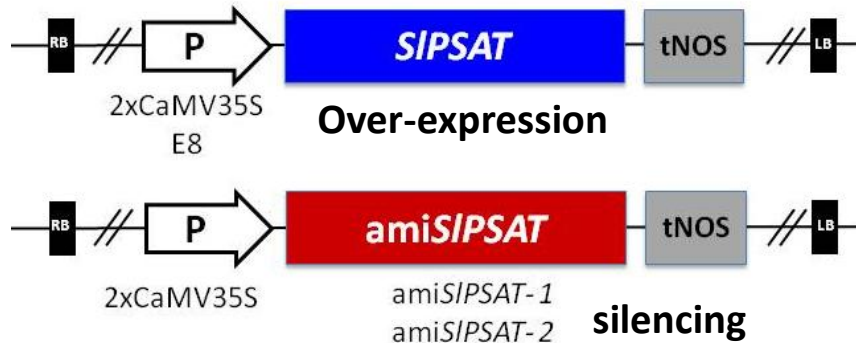 RB P SlPSAT tNOS LB
2xCaMV35S
E8
Over-expression
RB P amiSlPSAT tNOS LB
2xCaMV35S
amiSlPSAT-1
amiSlPSAT-2
silencing